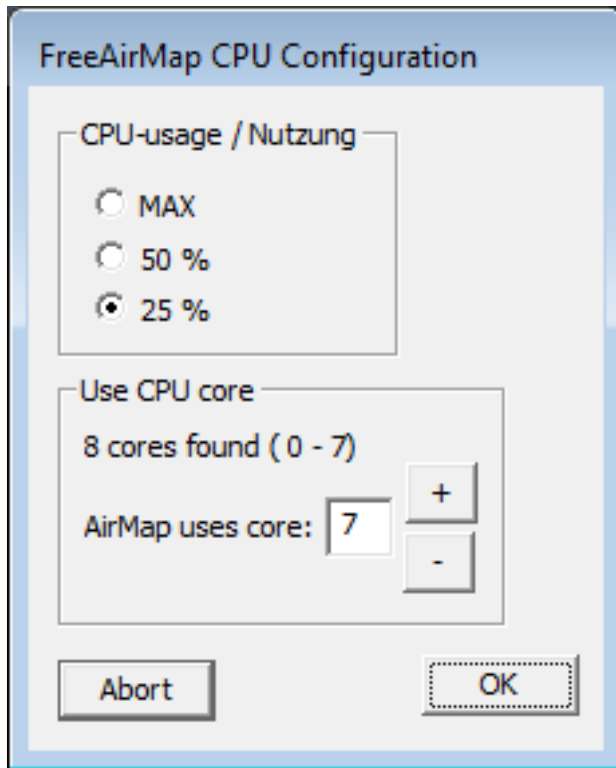 FreeAirMap CPU Configuration
CPU-usage / Nutzung
MAX
50 %
25 %
Use CPU core
8 cores found ( 0 - 7)
AirMap uses core: 7
+
-
Abort
OK